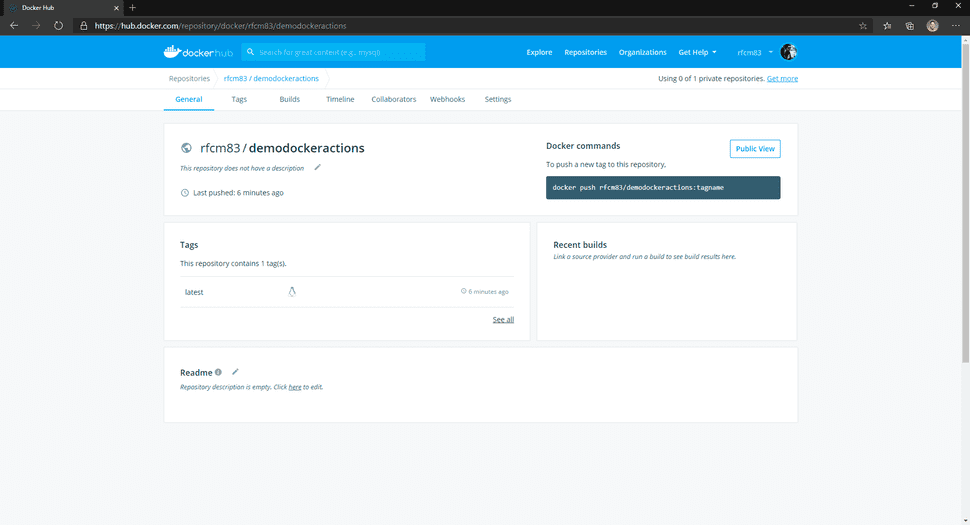 Docker Hub
https://hub.docker.com/repository/docker/rfcm83/demodockeractions
dockerhub
Search for great content (e.g., mysql)
Explore Repositories Organizations Get Help rfcm83
Repositories rfcm83 / demodockeractions
Using 0 of 1 private repositories. Get more
General Tags Builds Timeline Collaborators Webhooks Settings
rfcm83 / demodockeractions
This repository does not have a description
Last pushed: 6 minutes ago
Docker commands
Public View
To push a new tag to this repository,
docker push rfcm83/demodockeractions:tagname
Tags
This repository contains 1 tag(s).
latest 6 minutes ago
See all
Recent builds
Link a source provider and run a build to see build results here.
Readme
Repository description is empty. Click here to edit.